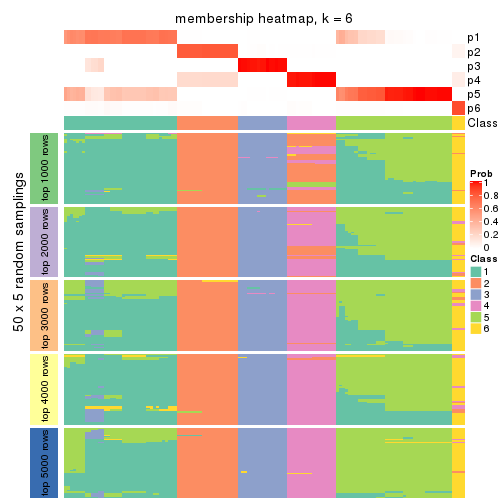 membership heatmap, k = 6
p1
p2
p3
p4
p5
p6
Class
50 x 5 random samplings
top 1000 rows
top 2000 rows
top 3000 rows
top 4000 rows
top 5000 rows
Prob
1
0.8
0.6
0.4
0.2
0
Class
1
2
3
4
5
6